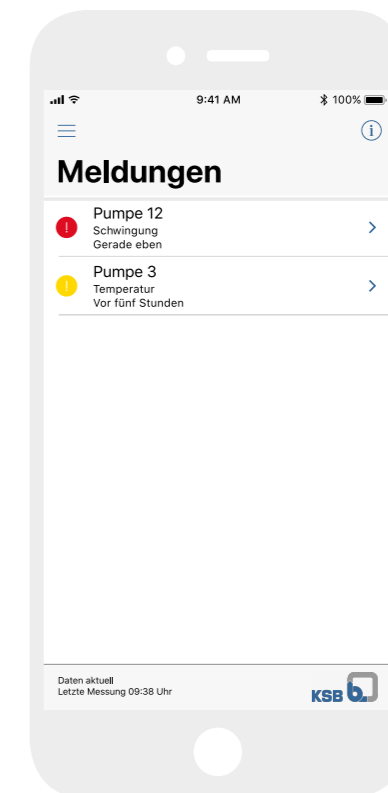 9:41 AM
100%
Meldungen
Pumpe 12
Schwingung
Gerade eben
Pumpe 3
Temperatur
Vor fünf Stunden
Daten aktuell
Letzte Messung 09:38 Uhr
KSB b.